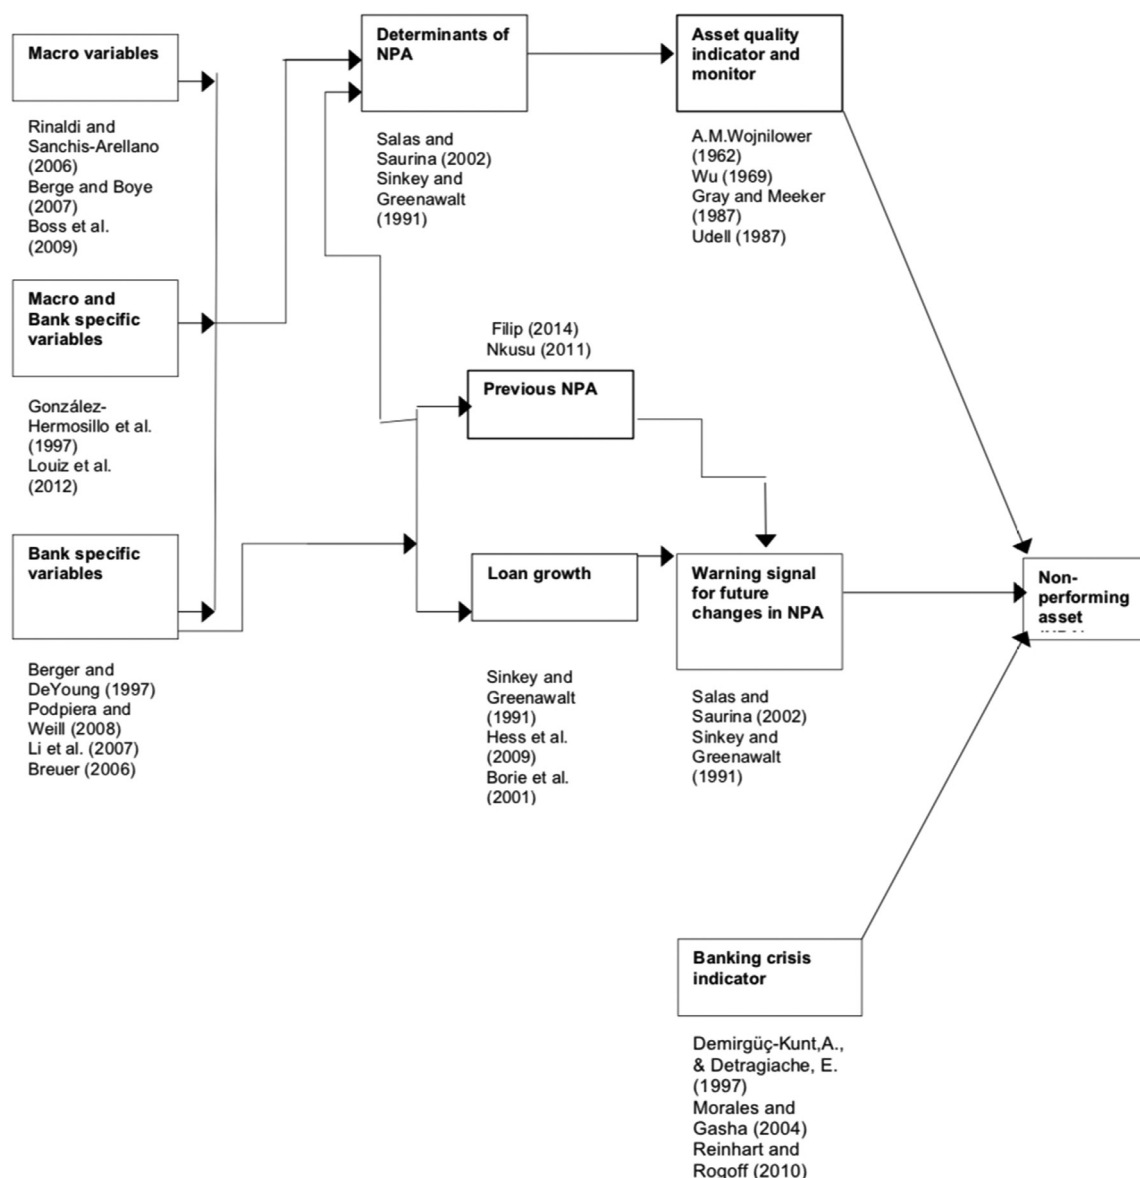 Macro variables
Rinaldi and
Sanchis-Arellano
(2006)
Berge and Boye
(2007)
Boss et al.
(2009)
Macro and
Bank specific
variables
González-
Hermosillo et al.
(1997)
Louiz et al.
(2012)
Bank specific
variables
Berger and
DeYoung (1997)
Podpiera and
Weill (2008)
Li et al. (2007)
Breuer (2006)
Determinants of
NPA
Salas and
Saurina (2002)
Sinkey and
Greenawalt
(1991)
Filip (2014)
Nkusu (2011)
Previous NPA
Loan growth
Sinkey and
Greenawalt
(1991)
Hess et al.
(2009)
Borie et al.
(2001)
Asset quality
indicator and
monitor
A.M.Wojnilower
(1962)
Wu (1969)
Gray and Meeker
(1987)
Udell (1987)
Warning signal
for future
changes in NPA
Salas and
Saurina (2002)
Sinkey and
Greenawalt
(1991)
Banking crisis
indicator
Demirgüç-Kunt,A.,
& Detragiache, E.
(1997)
Morales and
Gasha (2004)
Reinhart and
Rogoff (2010)
Non-
performing
asset